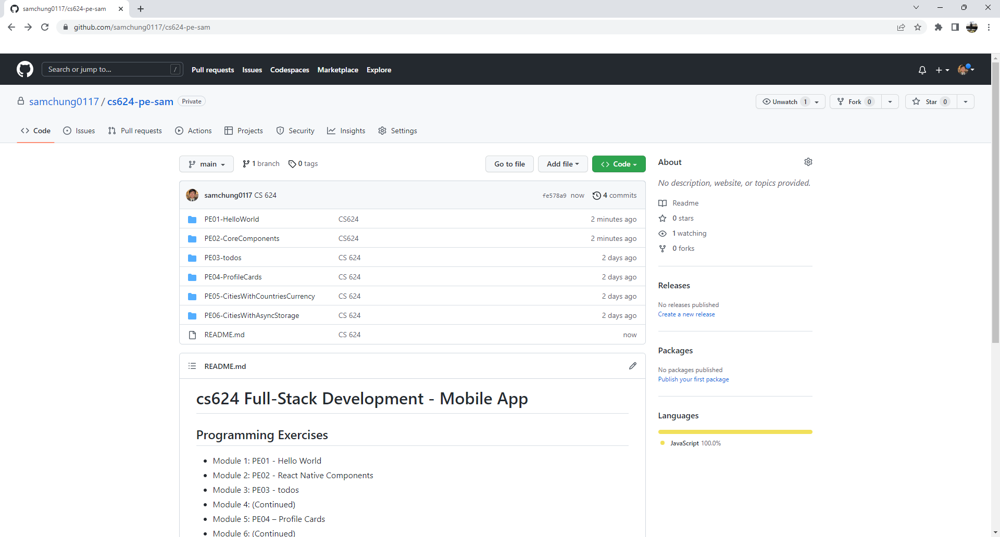 samchung0117/cs624-pe-sam
github.com/samchung0117/cs624-pe-sam
Search or jump to... / Pull requests Issues Codespaces Marketplace Explore
samchung0117 / cs624-pe-sam Private Unwatch 1 Fork 0 Star 0
Code Issues Pull requests Actions Projects Security Insights Settings
main 1 branch 0 tags Go to file Add file Code
samchung0117 CS 624 fe578a9 now 4 commits
PE01-HelloWorld CS624 2 minutes ago
PE02-CoreComponents CS624 2 minutes ago
PE03-todos CS 624 2 days ago
PE04-ProfileCards CS 624 2 days ago
PE05-CitiesWithCountriesCurrency CS 624 2 days ago
PE06-CitiesWithAsyncStorage CS 624 2 days ago
README.md CS 624 now
README.md
cs624 Full-Stack Development - Mobile App
Programming Exercises
• Module 1: PE01 - Hello World
• Module 2: PE02 - React Native Components
• Module 3: PE03 - todos
• Module 4: (Continued)
• Module 5: PE04 – Profile Cards
• Module 6: (Continued)
About
No description, website, or topics provided.
Readme
0 stars
1 watching
0 forks
Releases
No releases published
Create a new release
Packages
No packages published
Publish your first package
Languages
JavaScript 100.0%